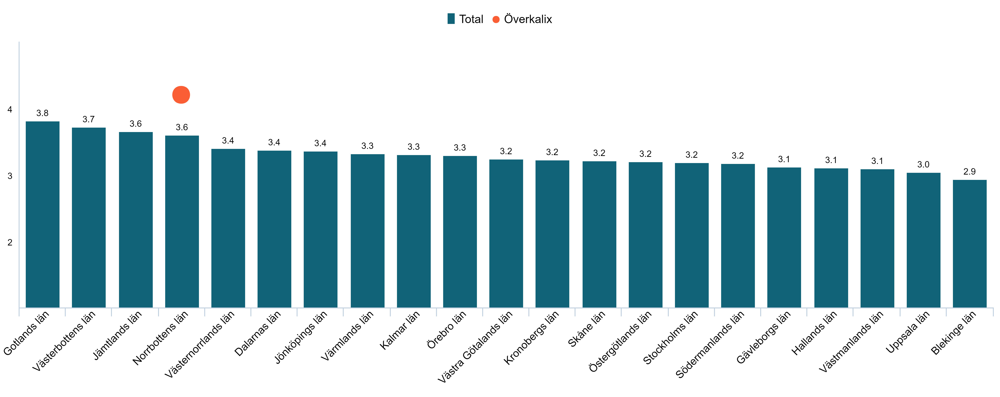 Total Överkalix
4
3
2
3.8 3.7 3.6 3.6 3.4 3.4 3.4 3.3 3.3 3.3 3.2 3.2 3.2 3.2 3.2 3.2 3.1 3.1 3.1 3.0 2.9
Gotlands län
Västerbottens län
Jämtlands län
Norrbottens län
Västernorrlands län
Dalarnas län
Jönköpings län
Värmlands län
Kalmar län
Örebro län
Västra Götalands län
Kronobergs län
Skåne län
Östergötlands län
Stockholms län
Södermanlands län
Gävleborgs län
Hallands län
Västmanlands län
Uppsala län
Blekinge län